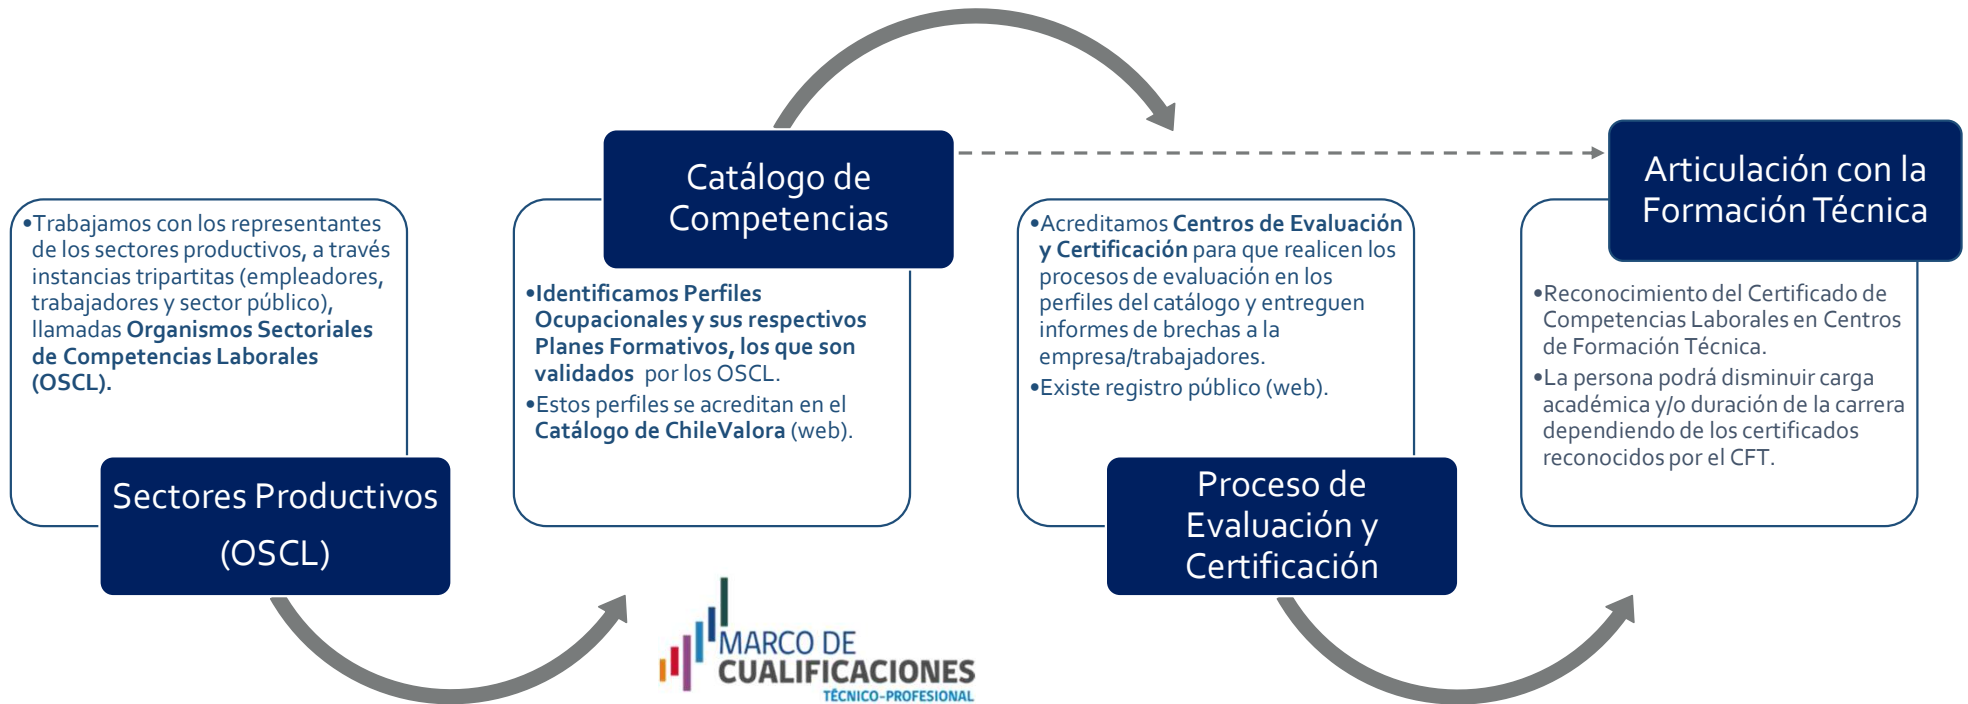 •Trabajamos con los representantes
de los sectores productivos, a través
instancias tripartitas (empleadores,
trabajadores y sector público),
llamadas Organismos Sectoriales
de Competencias Laborales
(OSCL).
Sectores Productivos
(OSCL)
Catálogo de
Competencias
•Identificamos Perfiles
Ocupacionales y sus respectivos
Planes Formativos, los que son
validados por los OSCL.
•Estos perfiles se acreditan en el
Catálogo de ChileValora (web).
MARCO DE
CUALIFICACIONES
TÉCNICO-PROFESIONAL
•Acreditamos Centros de Evaluación
y Certificación para que realicen los
procesos de evaluación en los
perfiles del catálogo y entreguen
informes de brechas a la
empresa/trabajadores.
•Existe registro público (web).
Proceso de
Evaluación y
Certificación
Articulación con la
Formación Técnica
•Reconocimiento del Certificado de
Competencias Laborales en Centros
de Formación Técnica.
•La persona podrá disminuir carga
académica y/o duración de la carrera
dependiendo de los certificados
reconocidos por el CFT.